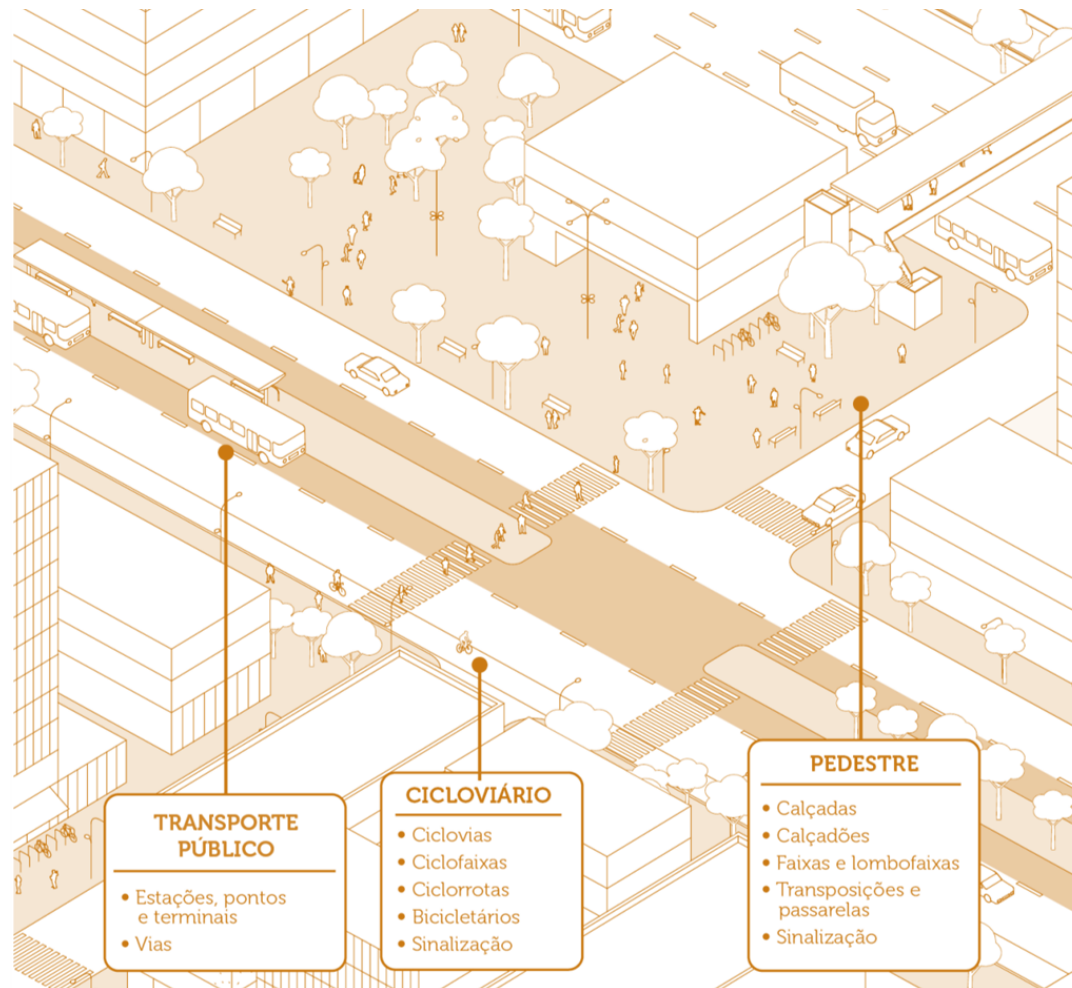 TRANSPORTE
PÚBLICO
• Estações, pontos
e terminais
• Vias
CICLOVIÁRIO
• Ciclovias
• Ciclofaixas
• Ciclorrotas
• Bicicletários
• Sinalização
PEDESTRE
• Calçadas
• Calçadões
• Faixas e lombofaixas
• Transposições e
passarelas
• Sinalização